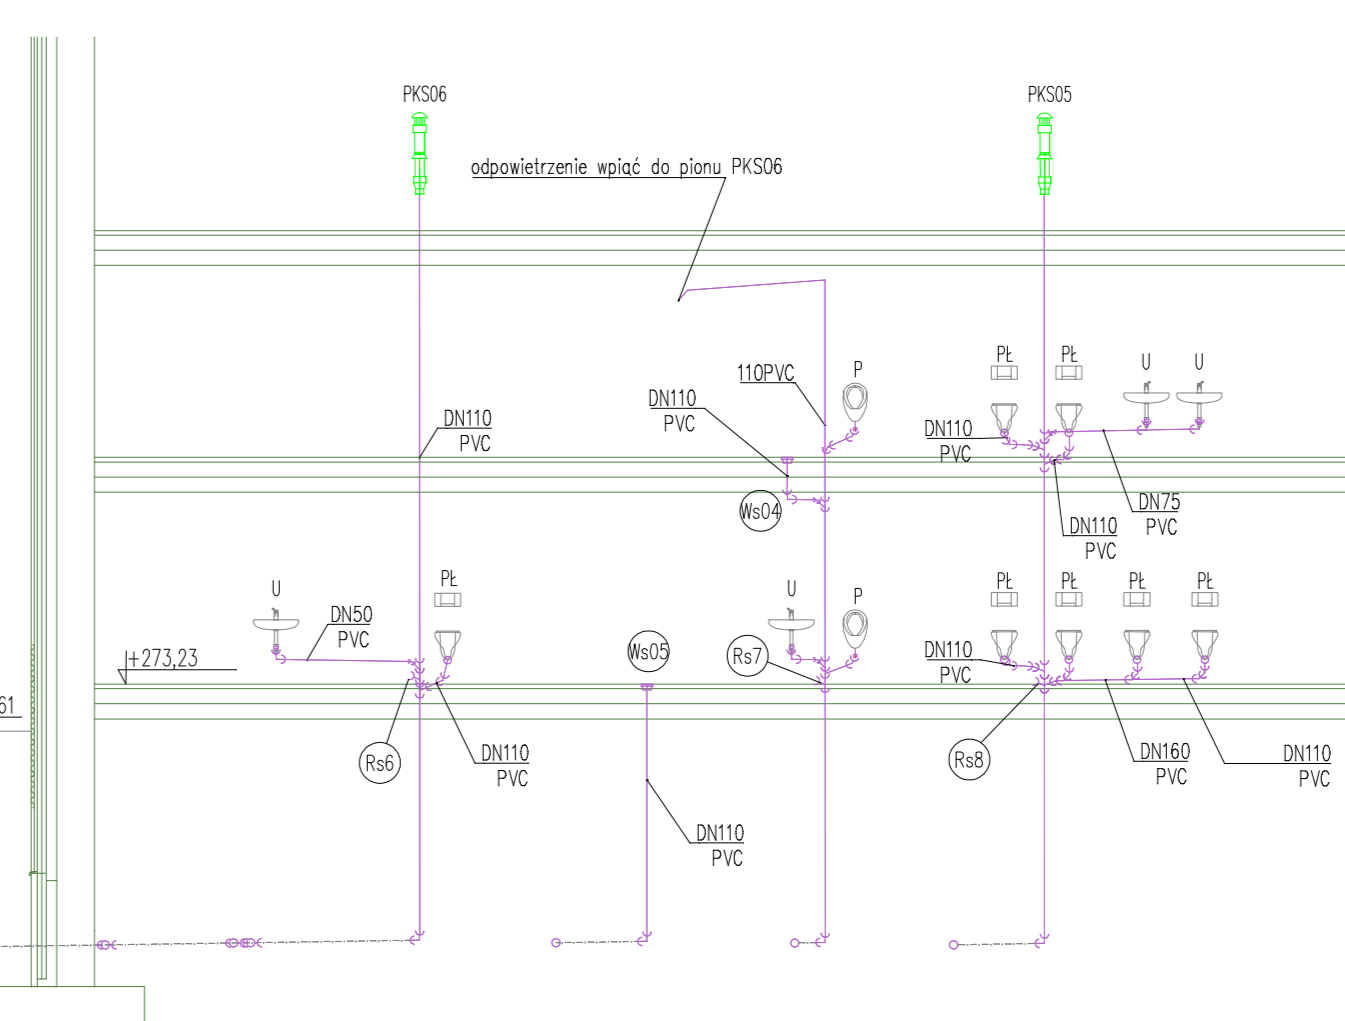 PKS06
PKS05
odpowietrzenie wpiąć do pionu PKS06
PŁ
PŁ
U
U
110PVC
P
DN110
PVC
DN110
PVC
DN110
PVC
Ws04
DN75
PVC
DN110
PVC
U
PŁ
U
P
PŁ
PŁ
PŁ
PŁ
DN50
PVC
Ws05
Rs7
DN110
PVC
+273,23
61
Rs6
DN110
PVC
Rs8
DN160
PVC
DN110
PVC
DN110
PVC